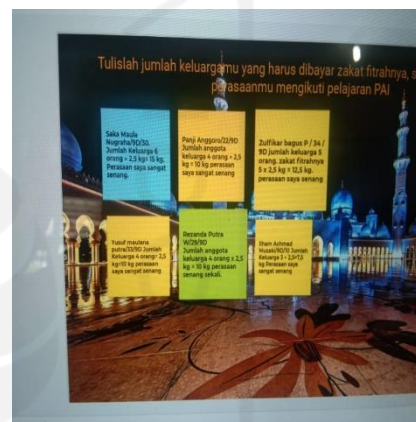 Tulislah jumlah keluargamu yang harus dibayar zakat fitrahnya, s
perasaanmu mengikuti pelajaran PAI
Saka Maula
Nugraha/9D/30.
Jumlah Keluarga 6
orang × 2,5 kg= 15 kg.
Perasaan saya sangat
senang.
Panji Anggoro/22/9D
Jumlah anggota
keluarga 4 orang × 2,5
kg = 10 kg perasaan
saya sangat senang
Zulfikar bagus P / 34 /
9D jumlah keluarga 5
orang. zakat fitrahnya
5 x 2,5 kg = 12,5 kg.
perasaan saya senang
Yusuf maulana
putra/33/9D Jumlah
Keluarga 4 orang× 2,5
kg=10 kg perasaan
saya sangat senang
Rezanda Putra
W/29/9D
Jumlah anggota
keluarga 4 orang x 2,5
kg = 10 kg perasaan
senang sekali.
Ilham Achmad
Jumlah
Keluarga 3 × 2,5=7,5
kg Perasaan saya
sangat senang